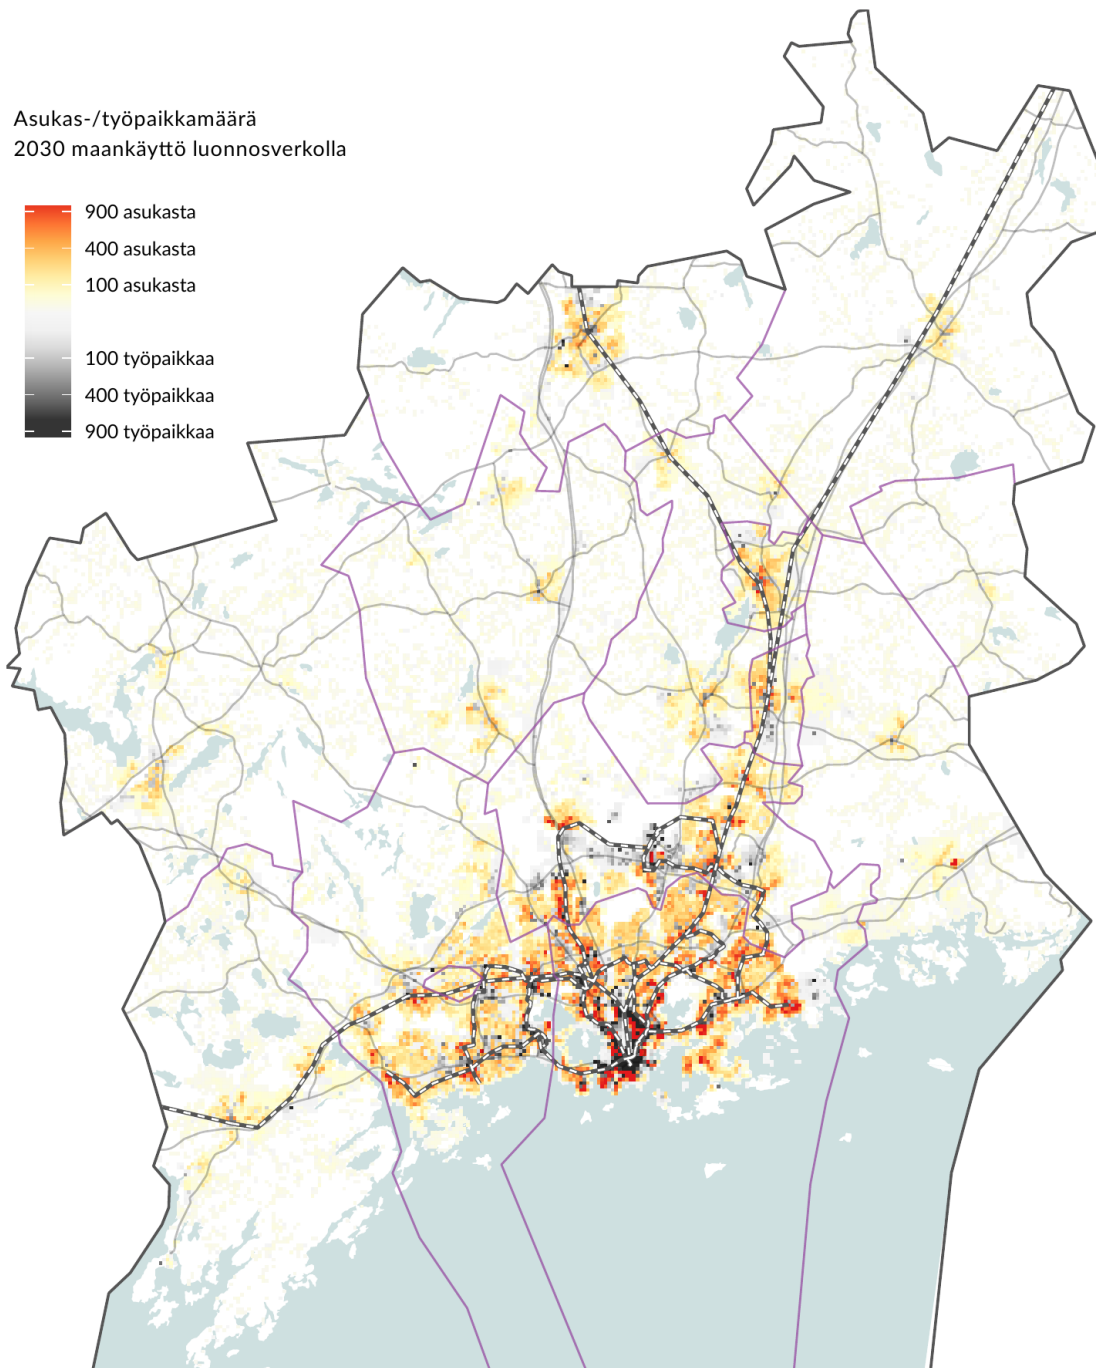 Asukas-/työpaikkamäärä
2030 maankäyttö luonnosverkolla
900 asukasta
400 asukasta
100 asukasta
100 työpaikkaa
400 työpaikkaa
900 työpaikkaa